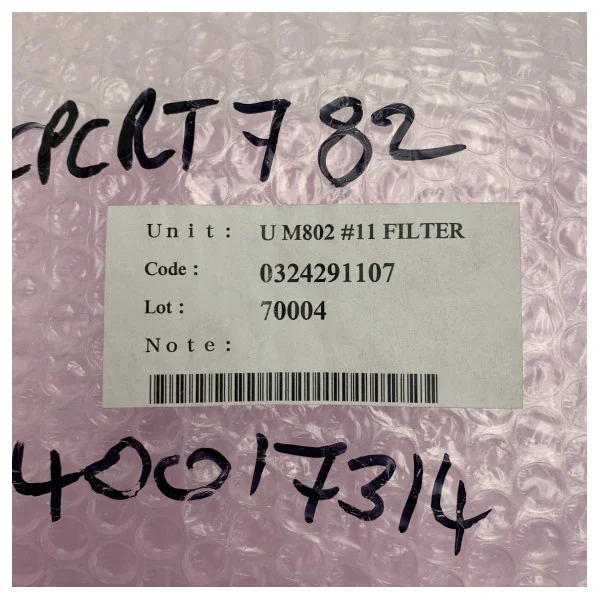 CPCRT782
Unit: U M802 #11 FILTER
Code: 0324291107
Lot: 70004
Note:
40017314